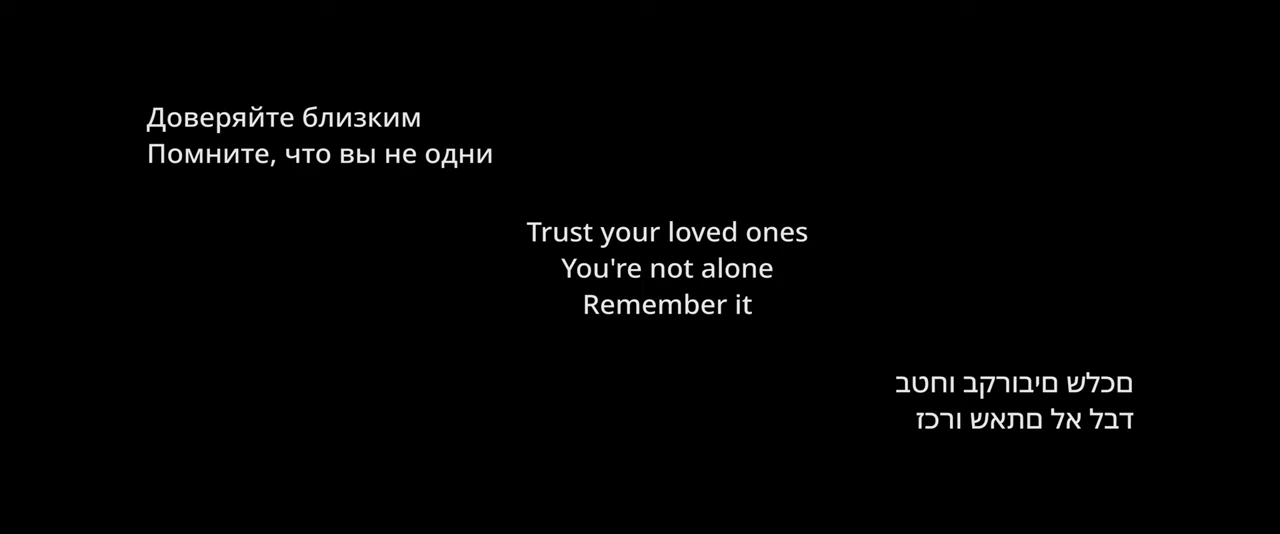 Доверяйте близким
Помните, что вы не одни
Trust your loved ones
You're not alone
Remember it
םכלש םיבורקב וחטב
דבל אל םתאש ורכז